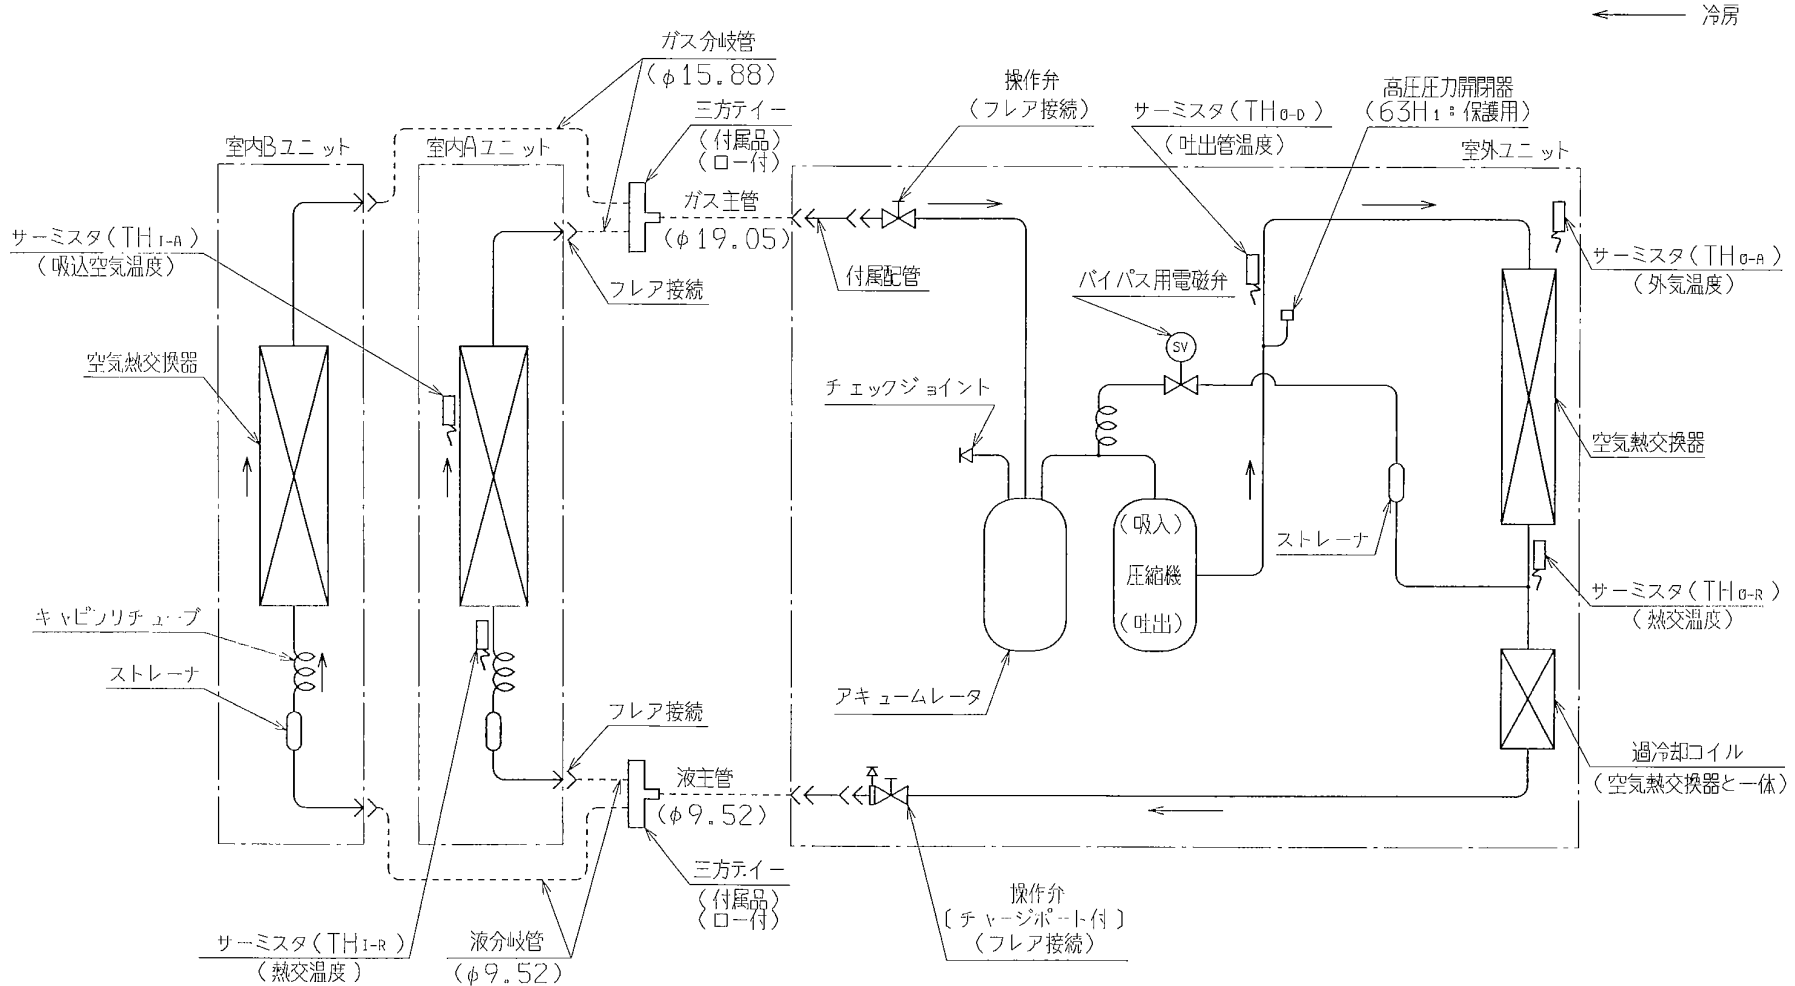 冷房
ガス分岐管
(φ15.88)
三方テイー
(付属品)
(ロー付)
操作弁
(フレア接続)
サーミスタ(THO-D)
(吐出管温度)
高圧圧力開閉器
(63H1:保護用)
室内Bユニット
室内Aユニット
室外ユニット
ガス主管
(φ19.05)
サーミスタ(THI-A)
(吸込空気温度)
フレア接続
付属配管
バイパス用電磁弁
サーミスタ(THO-A)
(外気温度)
SV
空気熱交換器
チェックジョイント
空気熱交換器
(吸入)
圧縮機
(吐出)
ストレーナ
サーミスタ(THO-R)
(熱交温度)
キャピラリチューブ
ストレーナ
アキュームレータ
フレア接続
液主管
(φ9.52)
過冷却コイル
(空気熱交換器と一体)
三方テイー
(付属品)
(ロー付)
操作弁
〔チャージポート付〕
(フレア接続)
サーミスタ(THI-R)
(熱交温度)
液分岐管
(φ9.52)